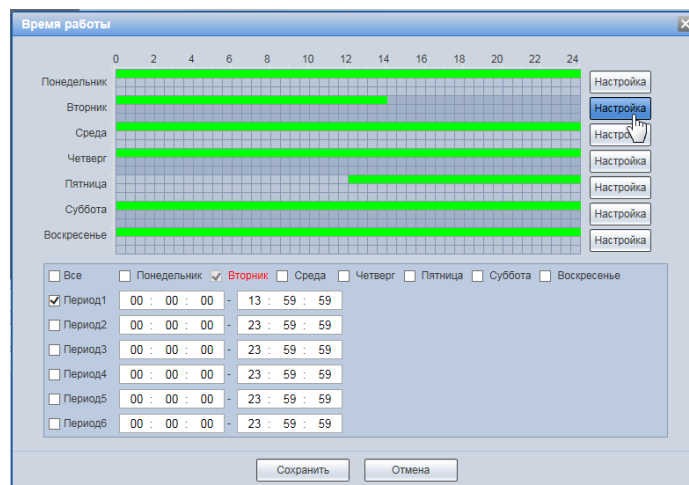 Время работы
0 2 4 6 8 10 12 14 16 18 20 22 24
Понедельник Настройка
Вторник Настройка
Среда Настройка
Четверг Настройка
Пятница Настройка
Суббота Настройка
Воскресенье Настройка
Все Понедельник Вторник Среда Четверг Пятница Суббота Воскресенье
Период1 00 : 00 : 00 - 13 : 59 : 59
Период2 00 : 00 : 00 - 23 : 59 : 59
Период3 00 : 00 : 00 - 23 : 59 : 59
Период4 00 : 00 : 00 - 23 : 59 : 59
Период5 00 : 00 : 00 - 23 : 59 : 59
Период6 00 : 00 : 00 - 23 : 59 : 59
Сохранить Отмена